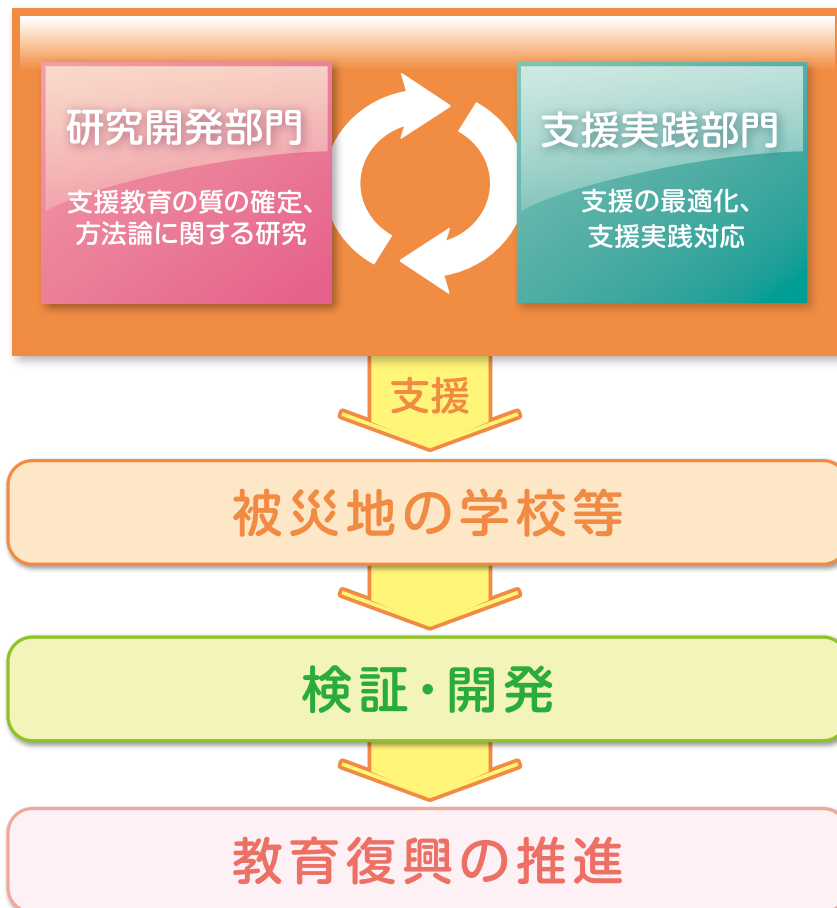 研究開発部門
支援教育の質の確定、
方法論に関する研究
支援実践部門
支援の最適化、
支援実践対応
支援
被災地の学校等
検証・開発
教育復興の推進